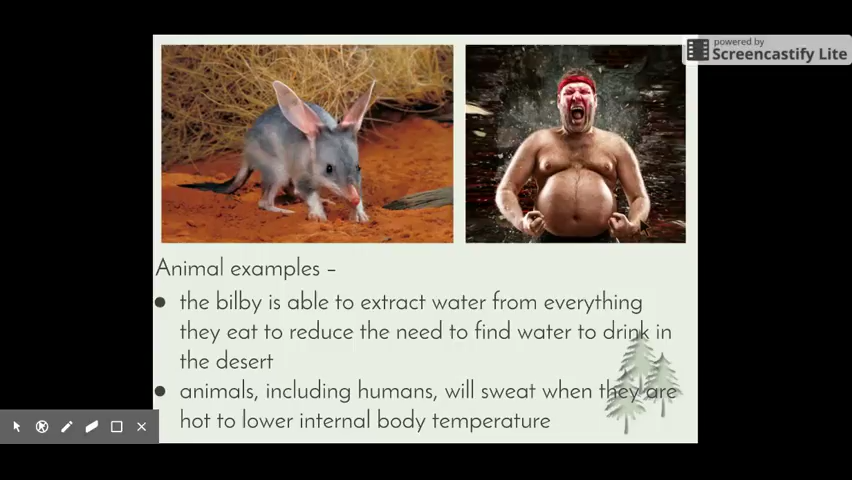 powered by
Screencastify Lite
Animal examples –
● the bilby is able to extract water from everything
they eat to reduce the need to find water to drink in
the desert
● animals, including humans, will sweat when they are
hot to lower internal body temperature